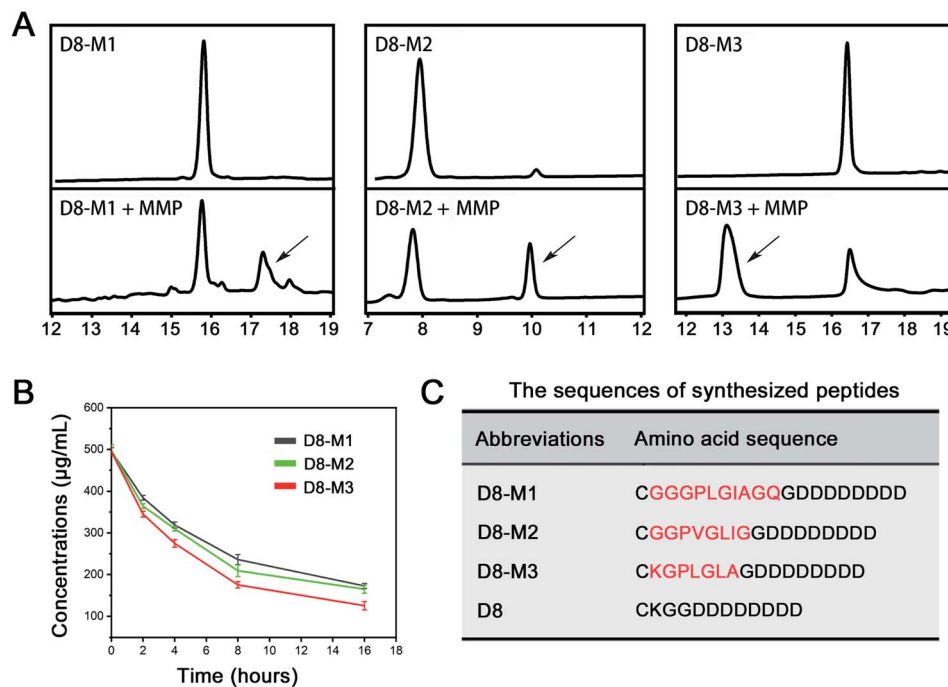 A
D8-M1
D8-M2
D8-M3
D8-M1 + MMP
D8-M2 + MMP
D8-M3 + MMP
12 13 14 15 16 17 18 19
7 8 9 10 11 12
12 13 14 15 16 17 18 19
B
Concentrations (μg/mL)
600
500
400
300
200
100
D8-M1
D8-M2
D8-M3
0 2 4 6 8 10 12 14 16 18
Time (hours)
C
The sequences of synthesized peptides
Abbreviations Amino acid sequence
D8-M1 CGGGPLGIAGQGDDDDDDDDD
D8-M2 CGGPVGLIGGDDDDDDDDD
D8-M3 CKGPLGLAGDDDDDDDDD
D8 CKGGDDDDDDDD